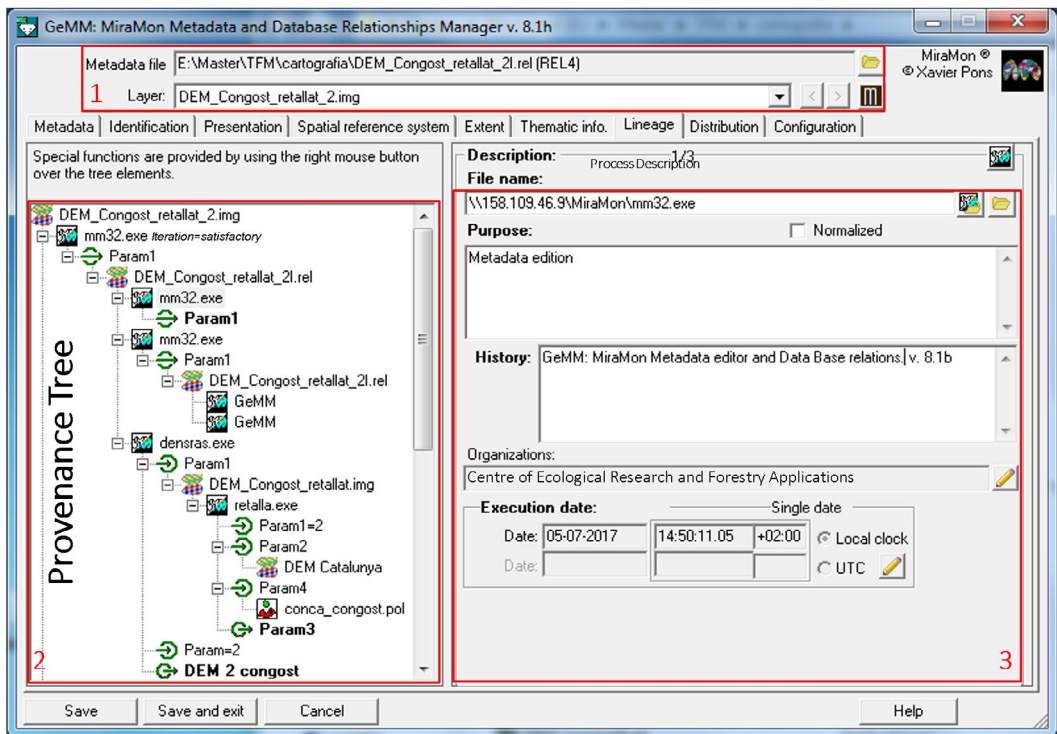 GeMM: MiraMon Metadata and Database Relationships Manager v. 8.1h
Metadata file E:\Master\TFM\cartografia\DEM_Congost_retallat_2I.rel (REL4)
MiraMon ®
© Xavier Pons
1 Layer: DEM_Congost_retallat_2.img
Metadata Identification Presentation Spatial reference system Extent Thematic info. Lineage Distribution Configuration
Special functions are provided by using the right mouse button
over the tree elements.
Provenance Tree
DEM_Congost_retallat_2.img
mm32.exe Iteration=satisfactory
Param1
DEM_Congost_retallat_2I.rel
mm32.exe
Param1
mm32.exe
Param1
DEM_Congost_retallat_2I.rel
GeMM
GeMM
densras.exe
Param1
DEM_Congost_retallat.img
retalla.exe
Param1=2
Param2
DEM Catalunya
Param4
conca_congost.pol
Param3
Param=2
DEM 2 congost
2
Description: Process Description 1/3
File name:
\\158.109.46.9\MiraMon\mm32.exe
Purpose: Normalized
Metadata edition
History: GeMM: MiraMon Metadata editor and Data Base relations. v. 8.1b
Organizations:
Centre of Ecological Research and Forestry Applications
Execution date: Single date
Date: 05-07-2017 14:50:11.05 +02:00 Local clock
Date: UTC
3
Save Save and exit Cancel Help